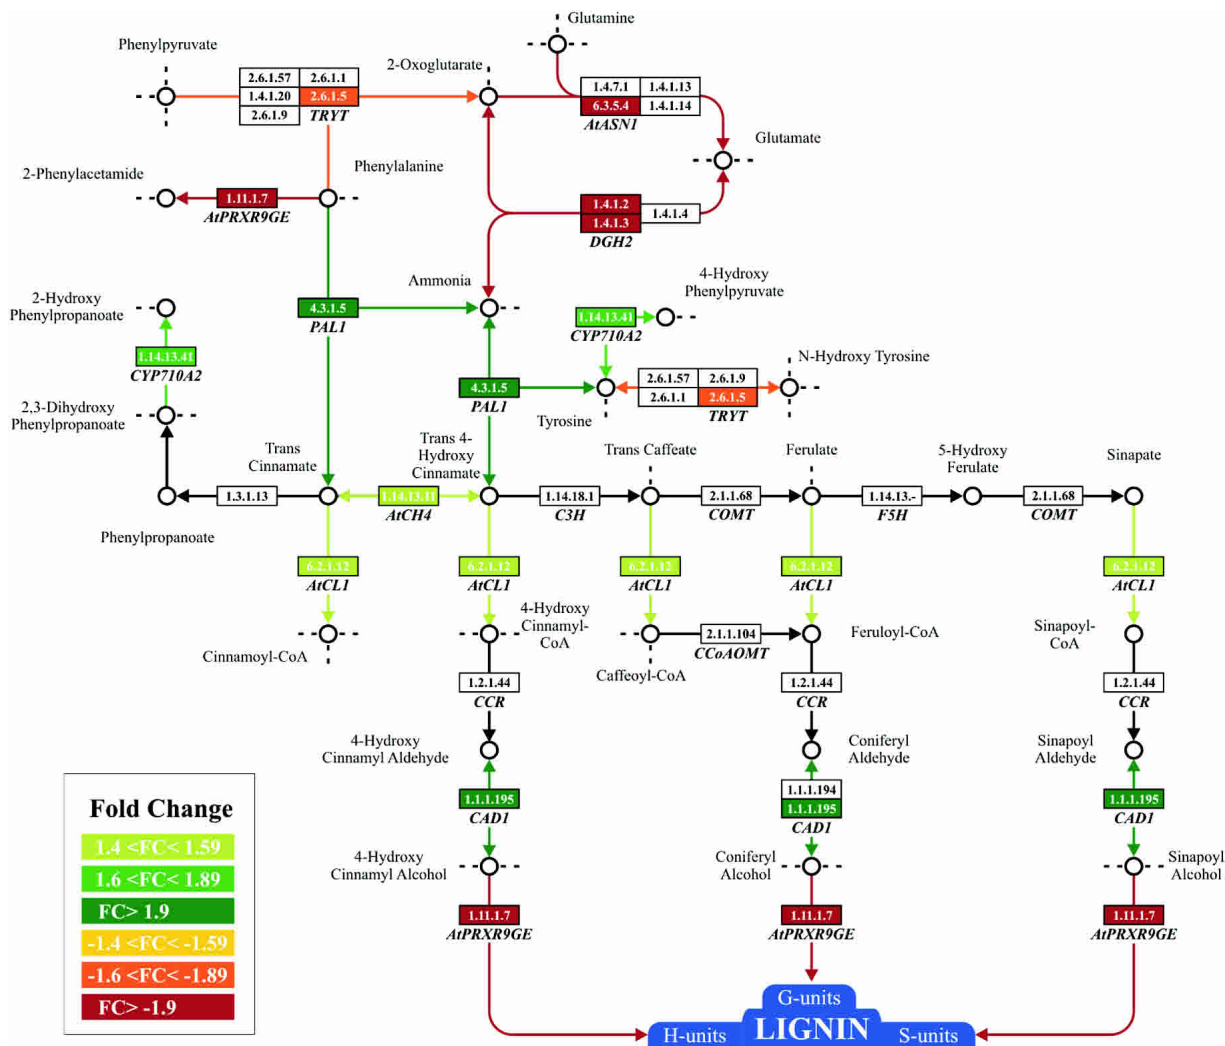 Glutamine
Phenylpyruvate
2-Oxoglutarate
2.6.1.57
2.6.1.1
1.4.1.20
2.6.1.5
2.6.1.9
TRYT
1.4.7.1
1.4.1.13
6.3.5.4
1.4.1.14
AtASN1
Glutamate
2-Phenylacetamide
Phenylalanine
1.11.1.7
AtPRXR9GE
1.4.1.2
1.4.1.3
1.4.1.4
DGH2
2-Hydroxy
Phenylpropanoate
4.3.1.5
PAL1
Ammonia
4-Hydroxy
Phenylpyruvate
1.14.13.41
CYP710A2
1.14.13.41
CYP710A2
4.3.1.5
PAL1
N-Hydroxy Tyrosine
2.6.1.57
2.6.1.9
2.6.1.1
2.6.1.5
TRYT
Tyrosine
2,3-Dihydroxy
Phenylpropanoate
Trans
Cinnamate
Trans 4-
Hydroxy
Cinnamate
Trans Caffeate
Ferulate
5-Hydroxy
Ferulate
Sinapate
1.3.1.13
1.14.13.11
AtCH4
1.14.18.1
C3H
2.1.1.68
COMT
1.14.13.-
F5H
2.1.1.68
COMT
Phenylpropanoate
6.2.1.12
AtCL1
6.2.1.12
AtCL1
6.2.1.12
AtCL1
6.2.1.12
AtCL1
6.2.1.12
AtCL1
Cinnamoyl-CoA
4-Hydroxy
Cinnamyl-
CoA
2.1.1.104
CCoAOMT
Caffeoyl-CoA
Feruloyl-CoA
Sinapoyl-
CoA
1.2.1.44
CCR
1.2.1.44
CCR
1.2.1.44
CCR
4-Hydroxy
Cinnamyl Aldehyde
Coniferyl
Aldehyde
Sinapoyl
Aldehyde
1.1.1.195
CAD1
1.1.1.194
1.1.1.195
CAD1
1.1.1.195
CAD1
4-Hydroxy
Cinnamyl Alcohol
Coniferyl
Alcohol
Sinapoyl
Alcohol
1.11.1.7
AtPRXR9GE
1.11.1.7
AtPRXR9GE
1.11.1.7
AtPRXR9GE
G-units
H-units
LIGNIN
S-units
Fold Change
1.4 <FC< 1.59
1.6 <FC< 1.89
FC> 1.9
-1.4 <FC< -1.59
-1.6 <FC< -1.89
FC> -1.9